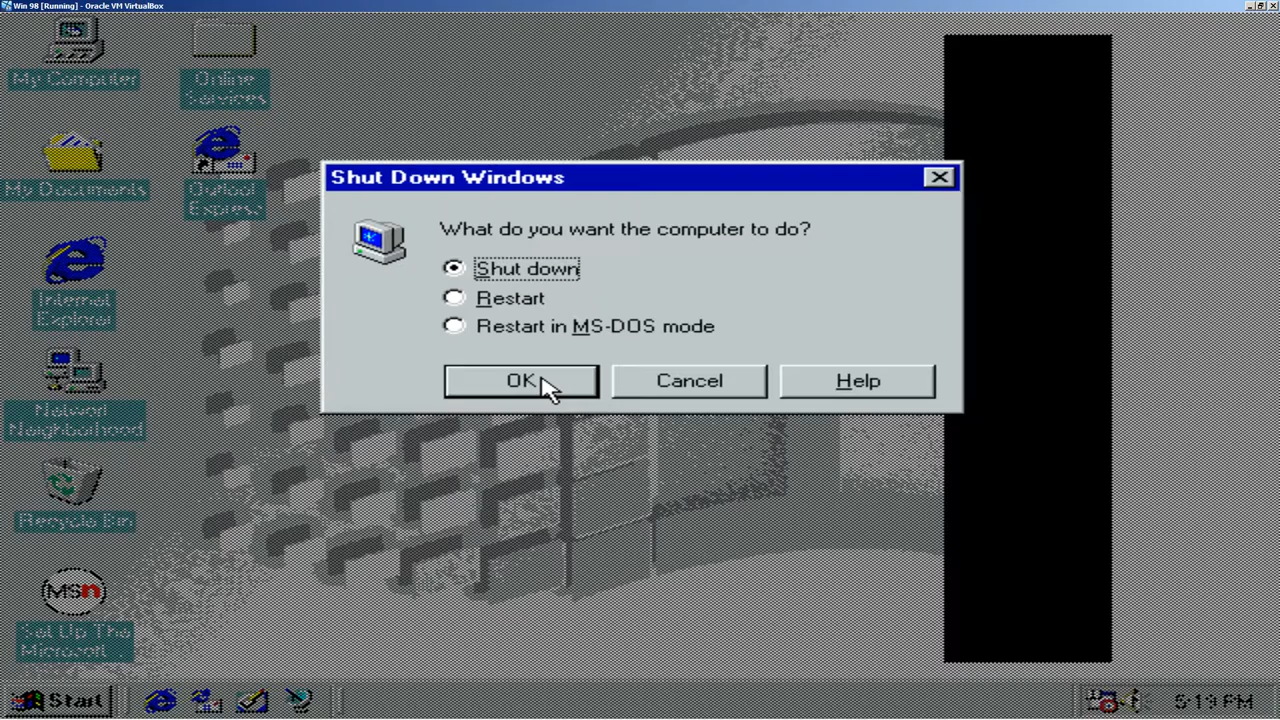 Win 98 [Running] - Oracle VM VirtualBox
My Computer
Online
Services
My Documents
Outlook
Express
Internet
Explorer
Network
Neighborhood
Recycle Bin
msn
Set Up The
Microsoft ...
Shut Down Windows
What do you want the computer to do?
Shut down
Restart
Restart in MS-DOS mode
OK
Cancel
Help
Start
5:19 PM